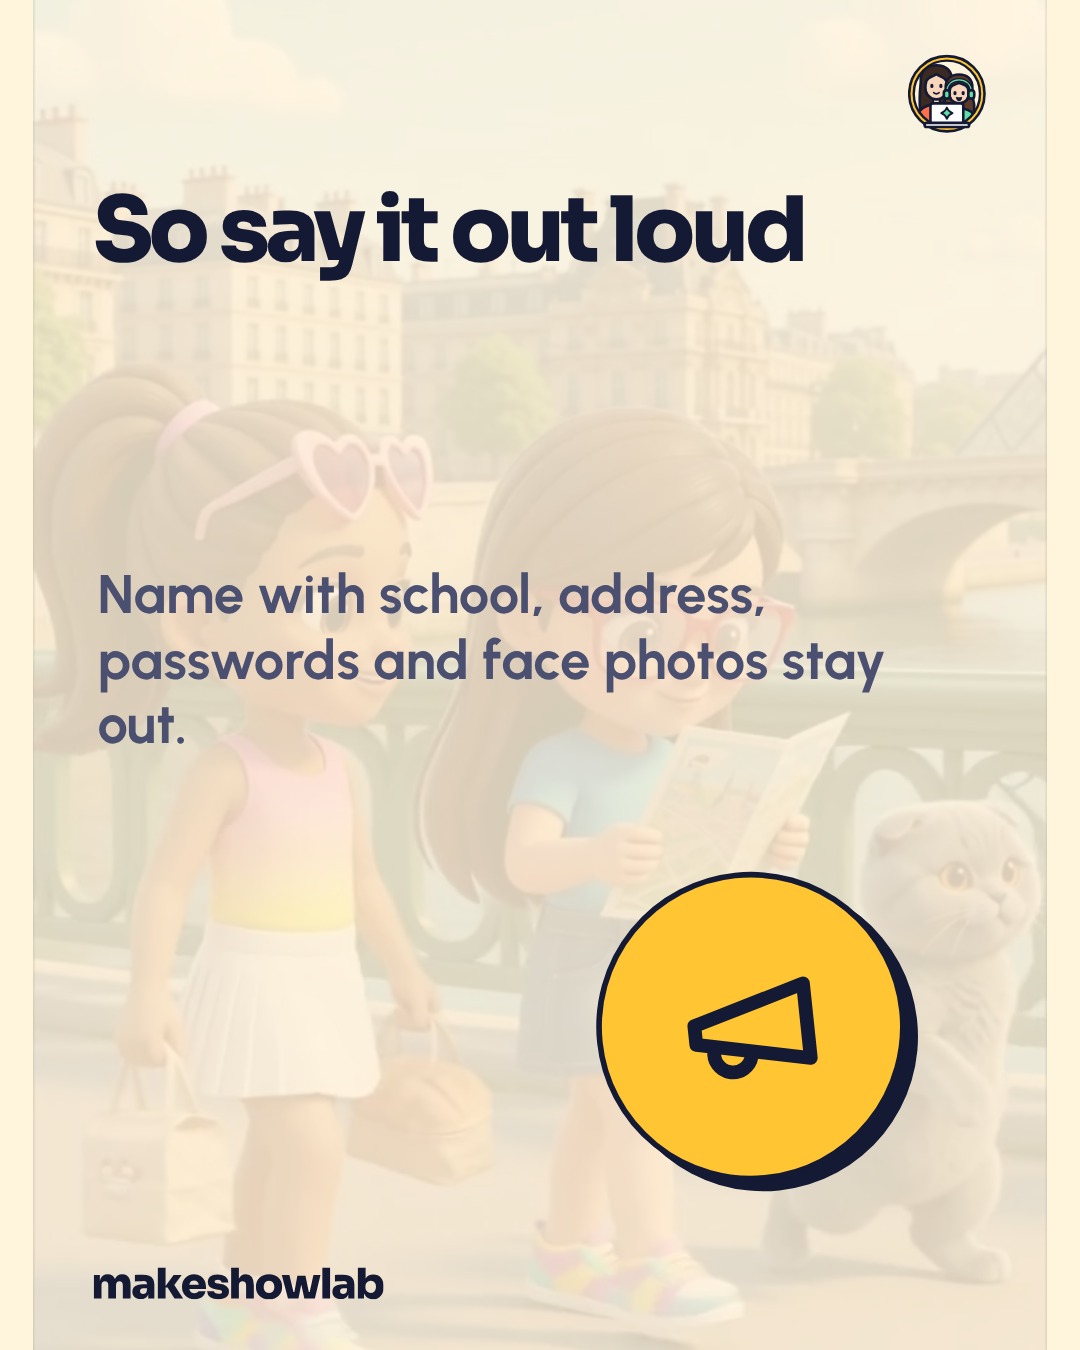 So say it out loud
Name with school, address,
passwords and face photos stay
out.
makeshowlab